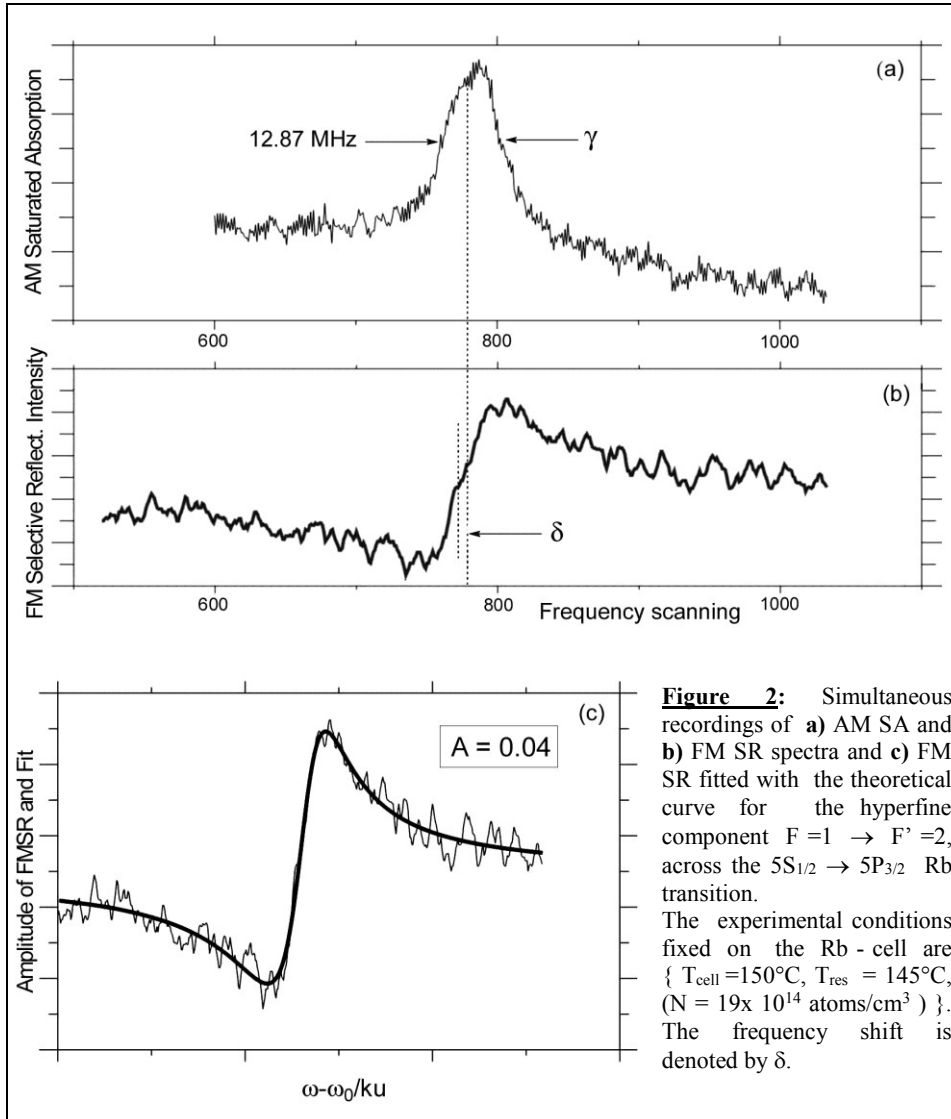 (a)
AM Saturated Absorption
12.87 MHz
γ
600
800
1000
(b)
FM Selective Reflect. Intensity
δ
600
800
Frequency scanning
1000
(c)
A = 0.04
Amplitude of FMSR and Fit
ω-ω₀/ku
Figure 2: Simultaneous
recordings of a) AM SA and
b) FM SR spectra and c) FM
SR fitted with the theoretical
curve for the hyperfine
component F =1 → F' =2,
across the 5S₁/₂ → 5P₃/₂ Rb
transition.
The experimental conditions
fixed on the Rb - cell are
{ Tcell =150°C, Tres = 145°C,
(N = 19x 10¹⁴ atoms/cm³ ) }.
The frequency shift is
denoted by δ.